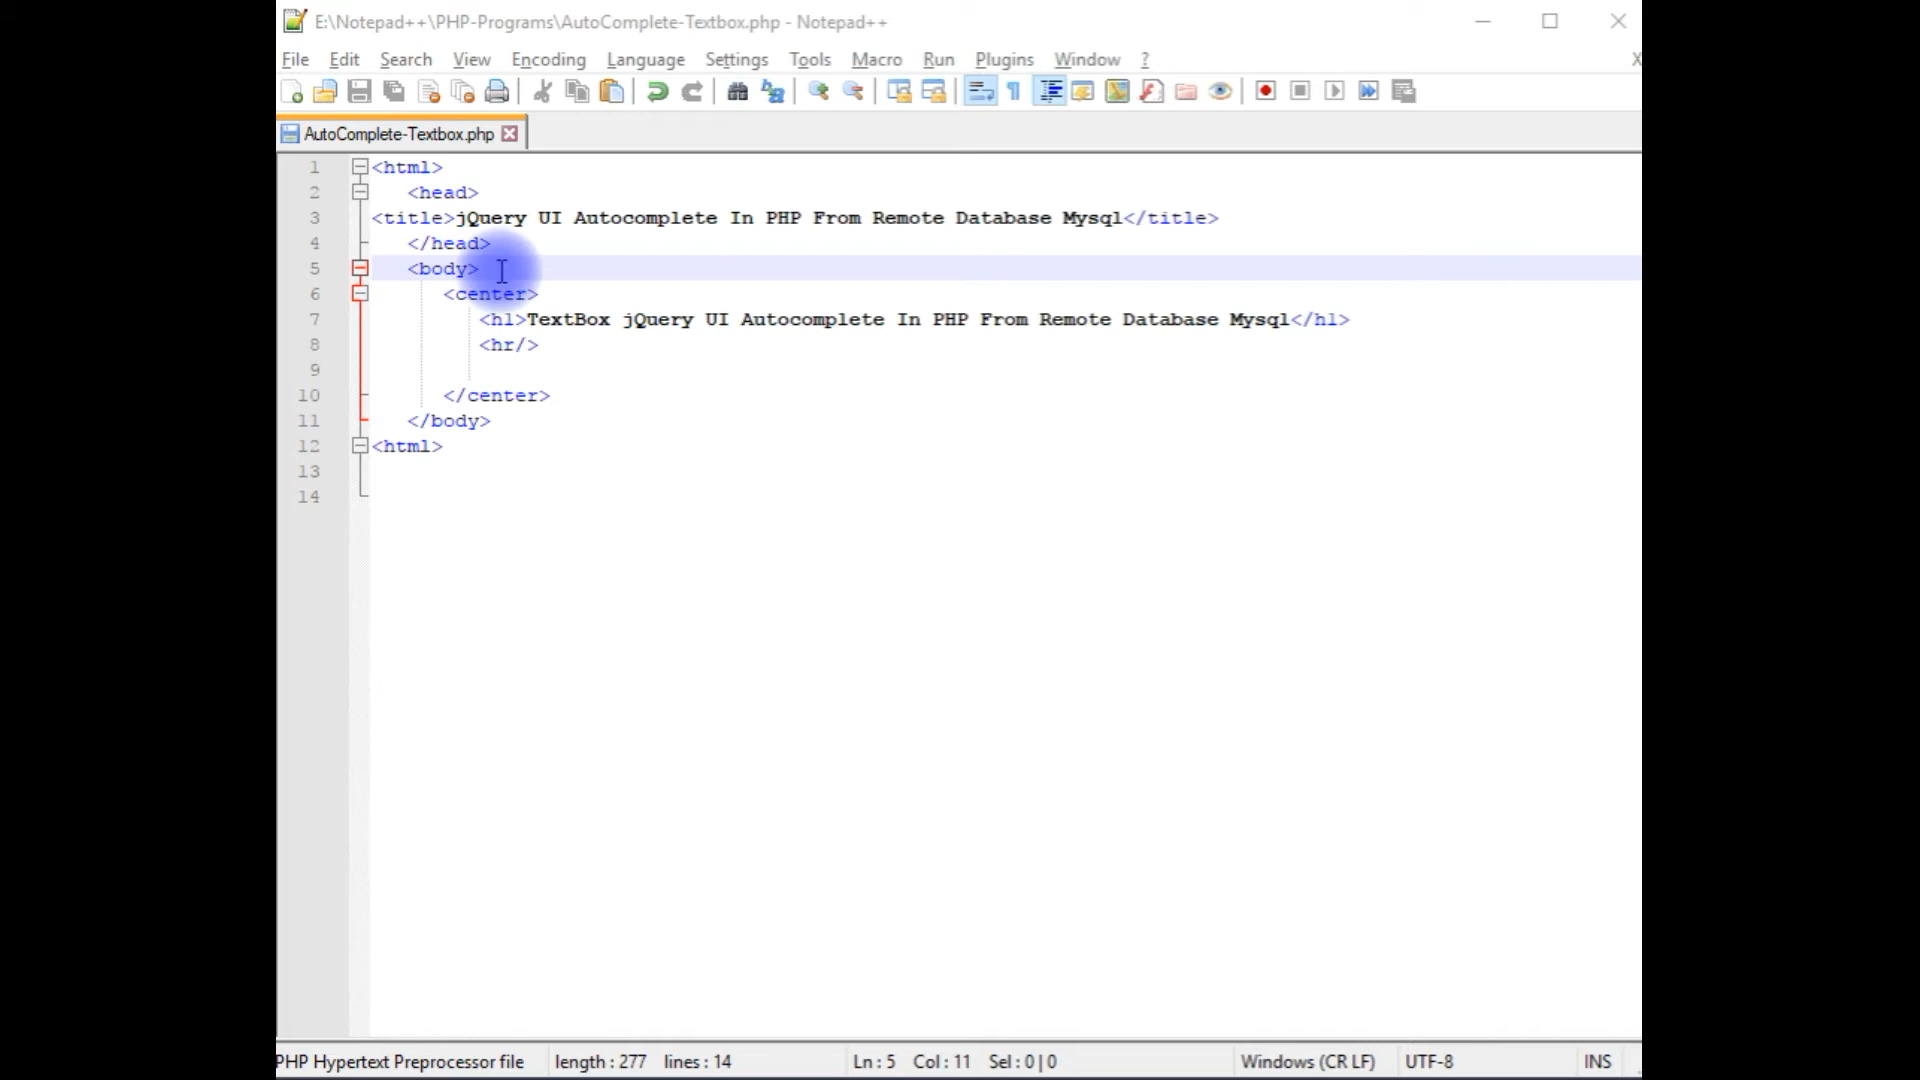 E:\Notepad++\PHP-Programs\AutoComplete-Textbox.php - Notepad++
File Edit Search View Encoding Language Settings Tools Macro Run Plugins Window ? X
AutoComplete-Textbox.php
1 <html>
2 <head>
3 <title>jQuery UI Autocomplete In PHP From Remote Database Mysql</title>
4 </head>
5 <body>
6 <center>
7 <h1>TextBox jQuery UI Autocomplete In PHP From Remote Database Mysql</h1>
8 <hr/>
9
10 </center>
11 </body>
12 <html>
13
14
PHP Hypertext Preprocessor file length : 277 lines : 14 Ln : 5 Col : 11 Sel : 0 | 0 Windows (CR LF) UTF-8 INS